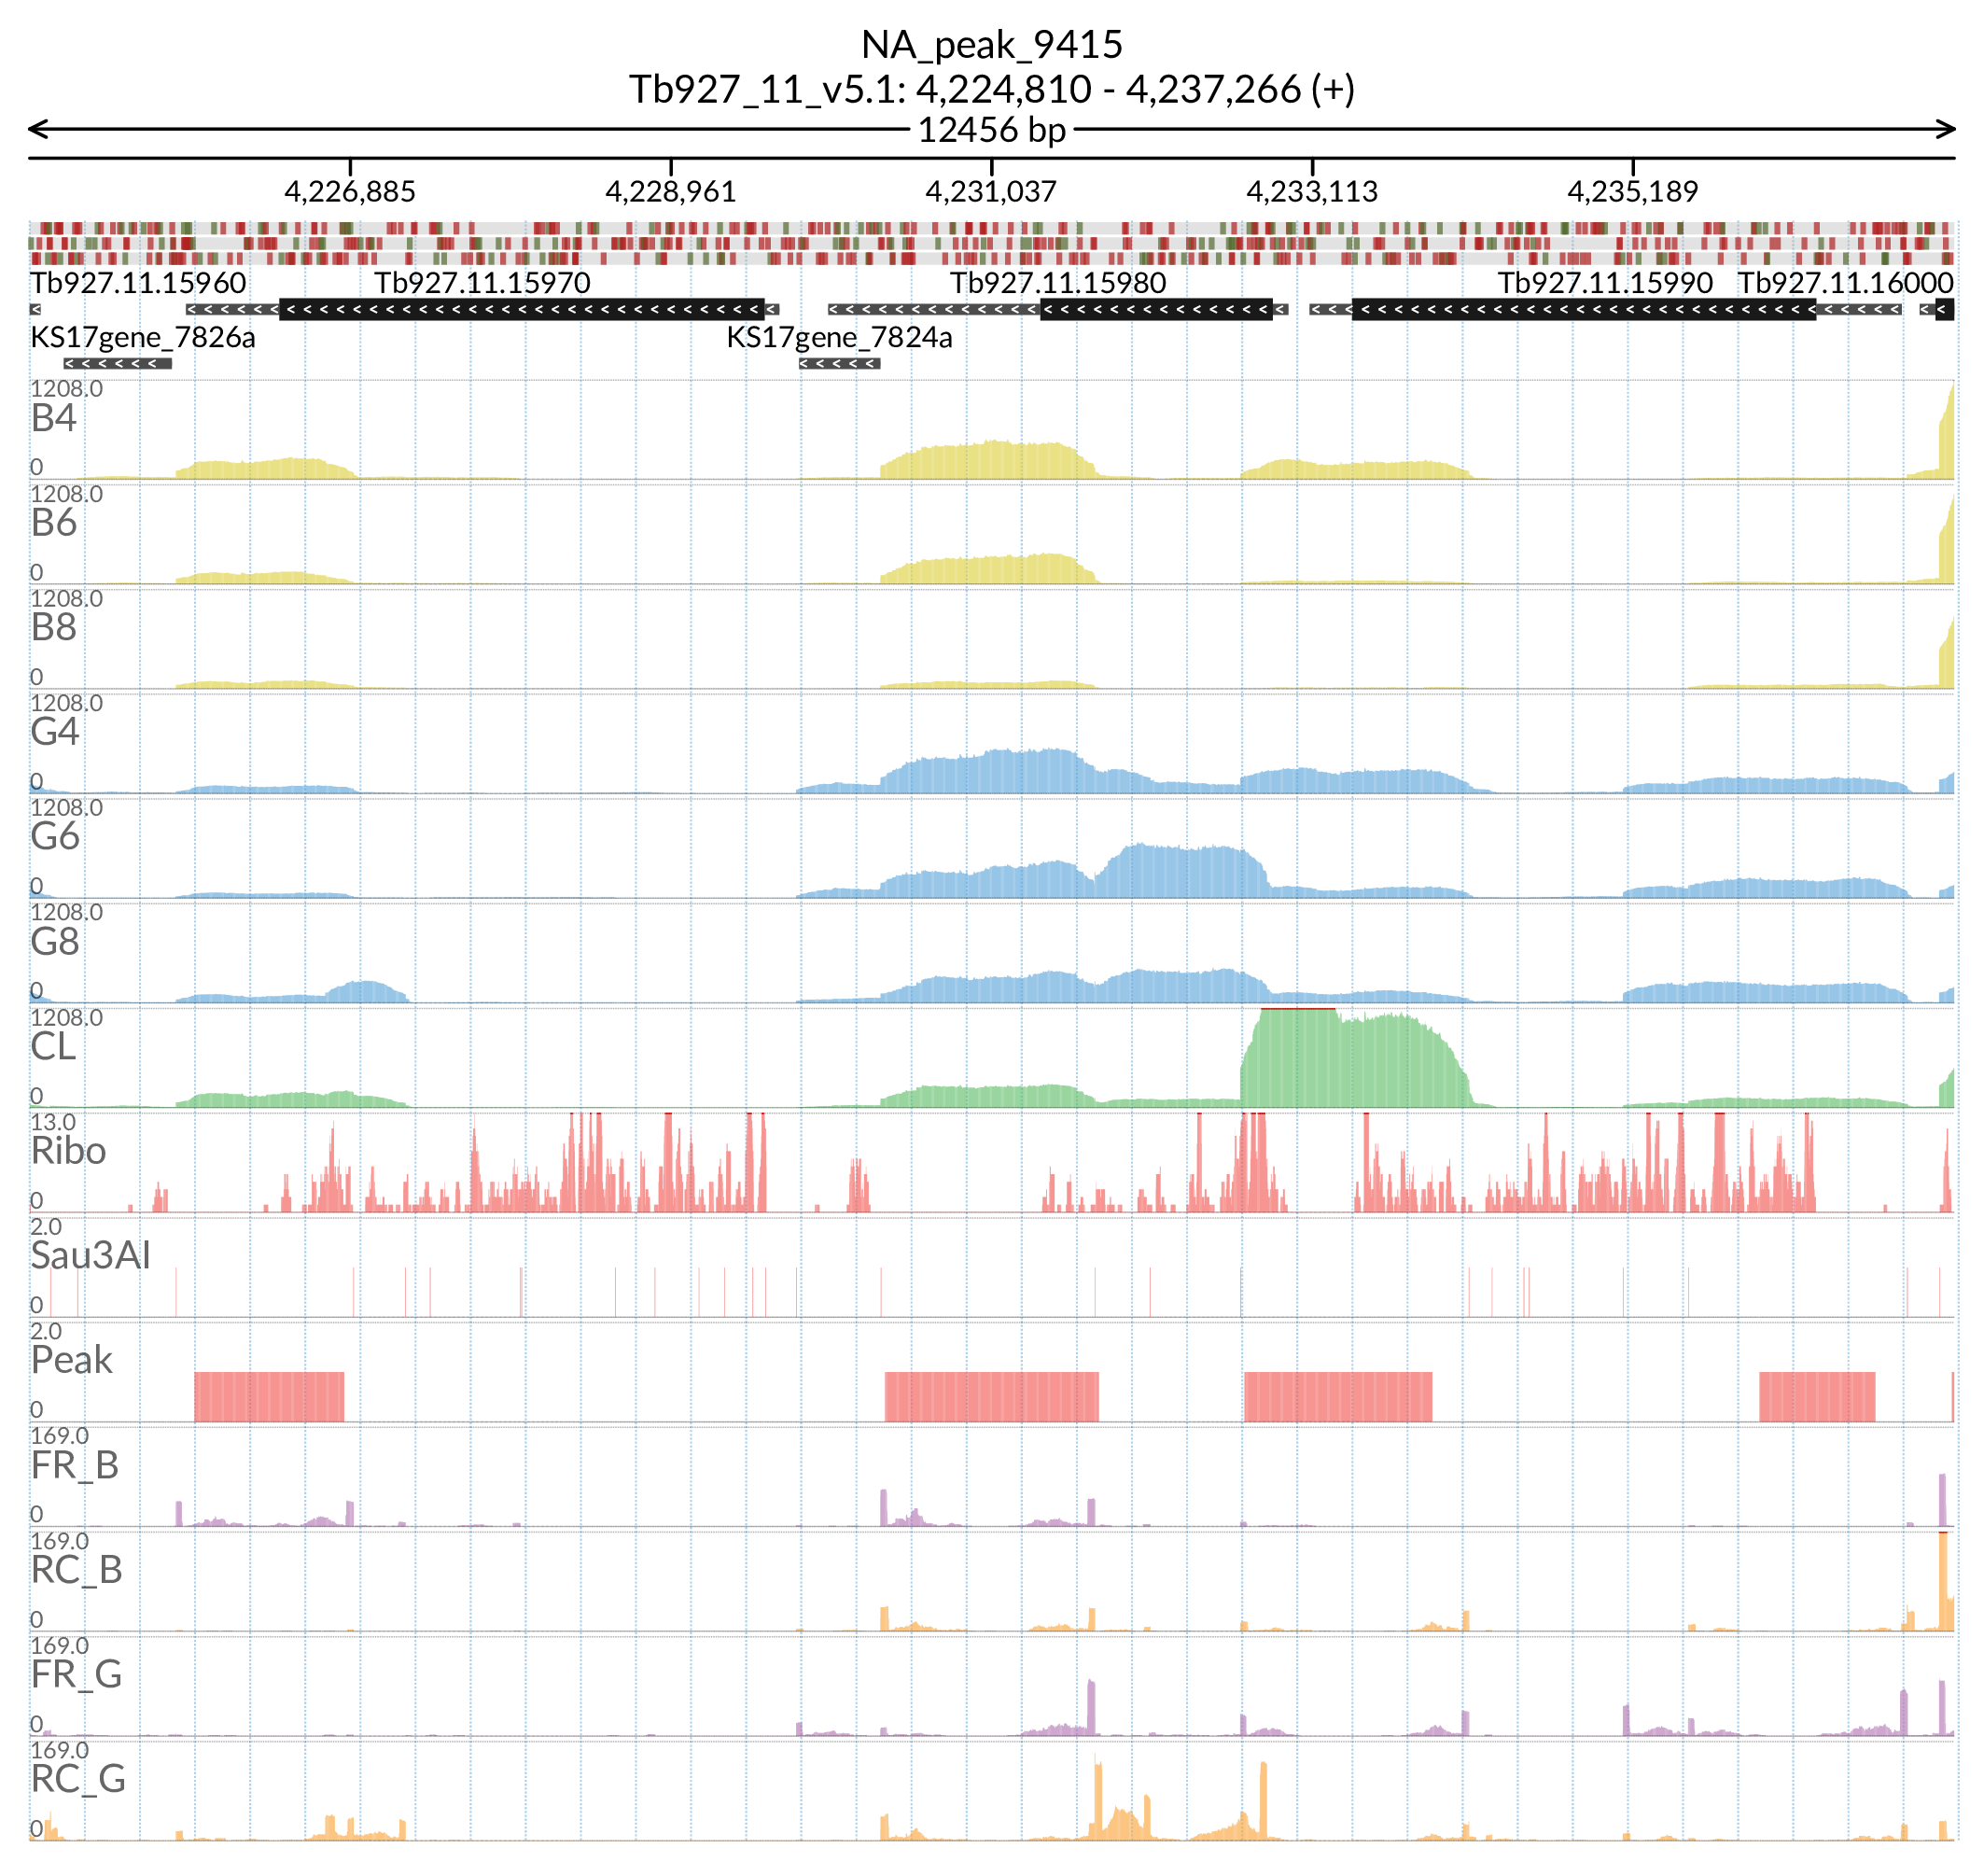 NA_peak_9415
Tb927_11_v5.1: 4,224,810 - 4,237,266 (+)
12456 bp
4,226,885 4,228,961 4,231,037 4,233,113 4,235,189
Tb927.11.15960 Tb927.11.15970 Tb927.11.15980 Tb927.11.15990 Tb927.11.16000
KS17gene_7826a KS17gene_7824a
1208.0
B4
0
1208.0
B6
0
1208.0
B8
0
1208.0
G4
0
1208.0
G6
0
1208.0
G8
0
1208.0
CL
0
13.0
Ribo
0
2.0
Sau3AI
0
2.0
Peak
0
169.0
FR_B
0
169.0
RC_B
0
169.0
FR_G
0
169.0
RC_G
0